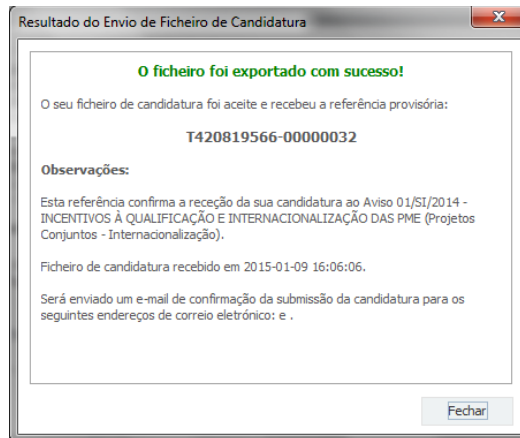 Resultado do Envio de Ficheiro de Candidatura
O ficheiro foi exportado com sucesso!
O seu ficheiro de candidatura foi aceite e recebeu a referência provisória:
T420819566-00000032
Observações:
Esta referência confirma a receção da sua candidatura ao Aviso 01/SI/2014 -
INCENTIVOS À QUALIFICAÇÃO E INTERNACIONALIZAÇÃO DAS PME (Projetos
Conjuntos - Internacionalização).
Ficheiro de candidatura recebido em 2015-01-09 16:06:06.
Será enviado um e-mail de confirmação da submissão da candidatura para os
seguintes endereços de correio eletrónico: e .
Fechar